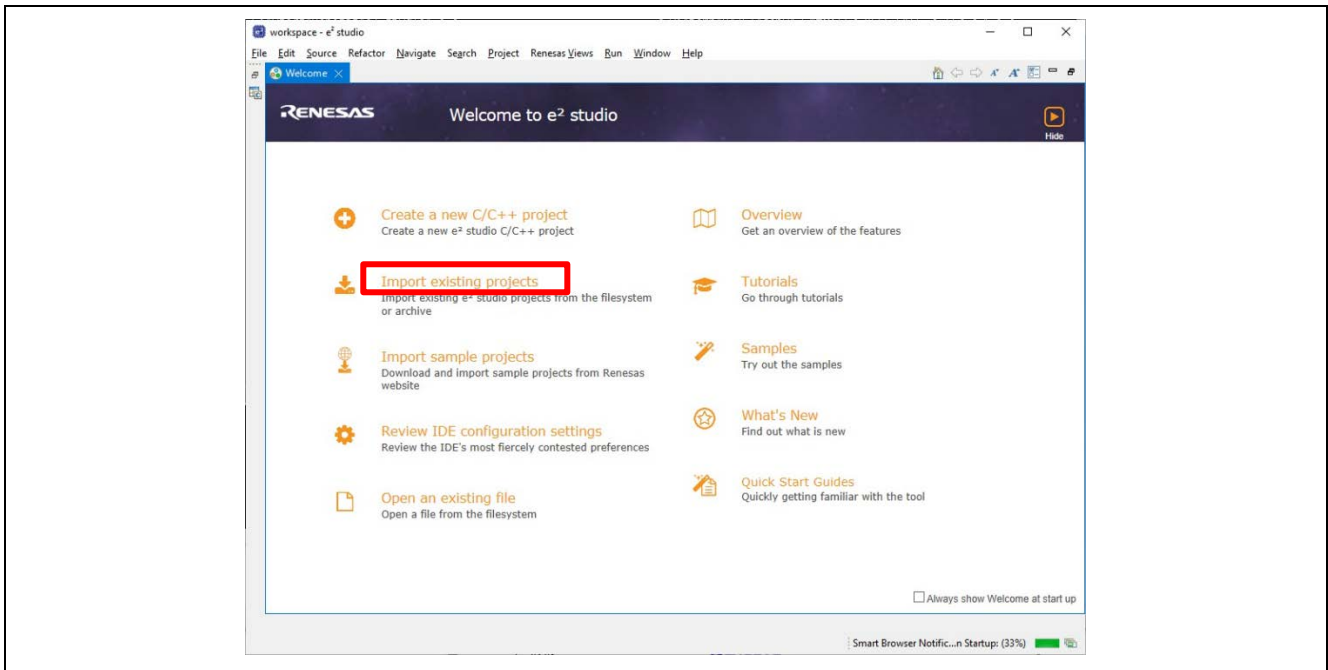 workspace - e² studio
File Edit Source Refactor Navigate Search Project Renesas Views Run Window Help
Welcome
RENESAS
Welcome to e² studio
Hide
Create a new C/C++ project
Create a new e² studio C/C++ project
Import existing projects
Import existing e² studio projects from the filesystem
or archive
Import sample projects
Download and import sample projects from Renesas
website
Review IDE configuration settings
Review the IDE's most fiercely contested preferences
Open an existing file
Open a file from the filesystem
Overview
Get an overview of the features
Tutorials
Go through tutorials
Samples
Try out the samples
What's New
Find out what is new
Quick Start Guides
Quickly getting familiar with the tool
Always show Welcome at start up
Smart Browser Notific...n Startup: (33%)